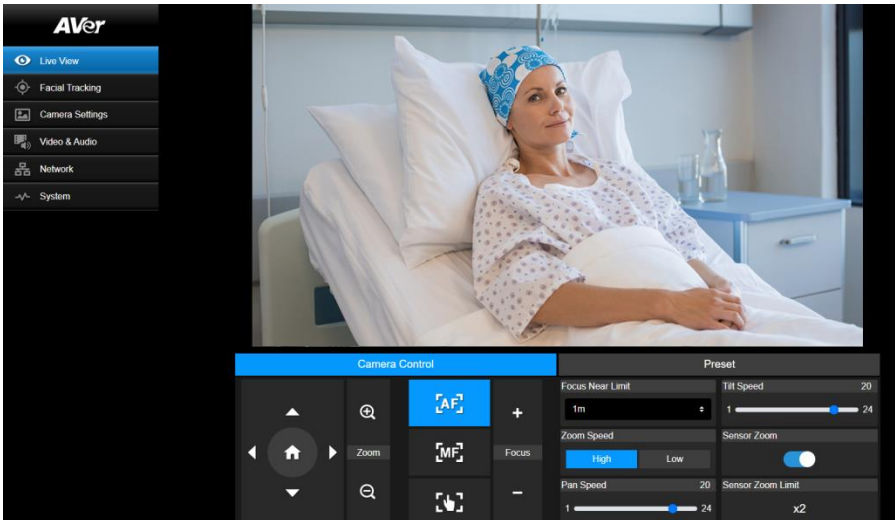 AVer
Live View
Facial Tracking
Camera Settings
Video & Audio
Network
System
Camera Control
Preset
Zoom
AF
MF
+
Focus
−
Focus Near Limit
1m
Tilt Speed 20
1 24
Zoom Speed
High Low
Sensor Zoom
Pan Speed 20
1 24
Sensor Zoom Limit
x2